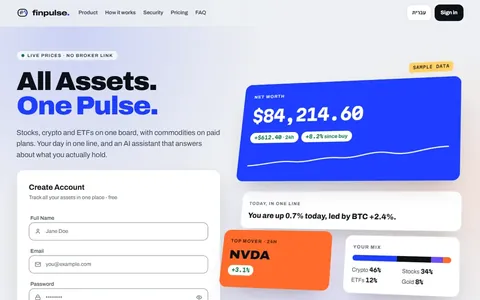 finpulse.
Product How it works Security Pricing FAQ
עברית Sign in
LIVE PRICES · NO BROKER LINK
All Assets.
One Pulse.
Stocks, crypto and ETFs on one board, with commodities on paid
plans. Your day in one line, and an AI assistant that answers
about what you actually hold.
Create Account
Track all your assets in one place · free
Full Name
Jane Doe
Email
you@example.com
Password
SAMPLE DATA
NET WORTH
$84,214.60
+$612.40 · 24h +8.2% since buy
TODAY, IN ONE LINE
You are up 0.7% today, led by BTC +2.4%.
TOP MOVER · 24H
NVDA
+3.1%
YOUR MIX
Crypto 46% Stocks 34%
ETFs 12% Gold 8%